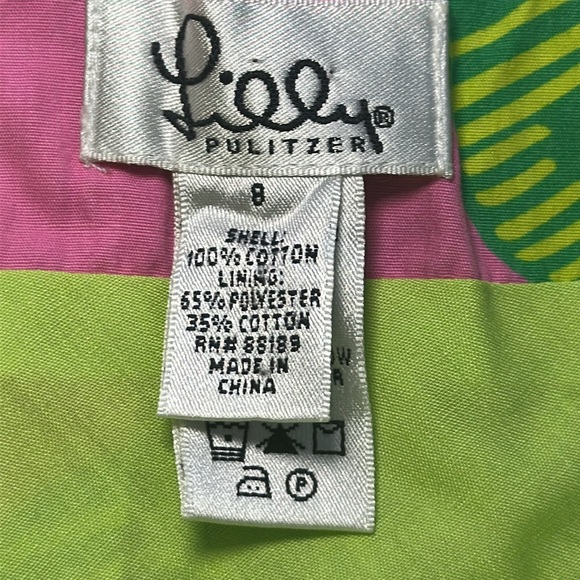 Lilly®
PULITZER
8
SHELL:
100% COTTON
LINING:
65% POLYESTER
35% COTTON
RN# 88189
MADE IN
CHINA
P